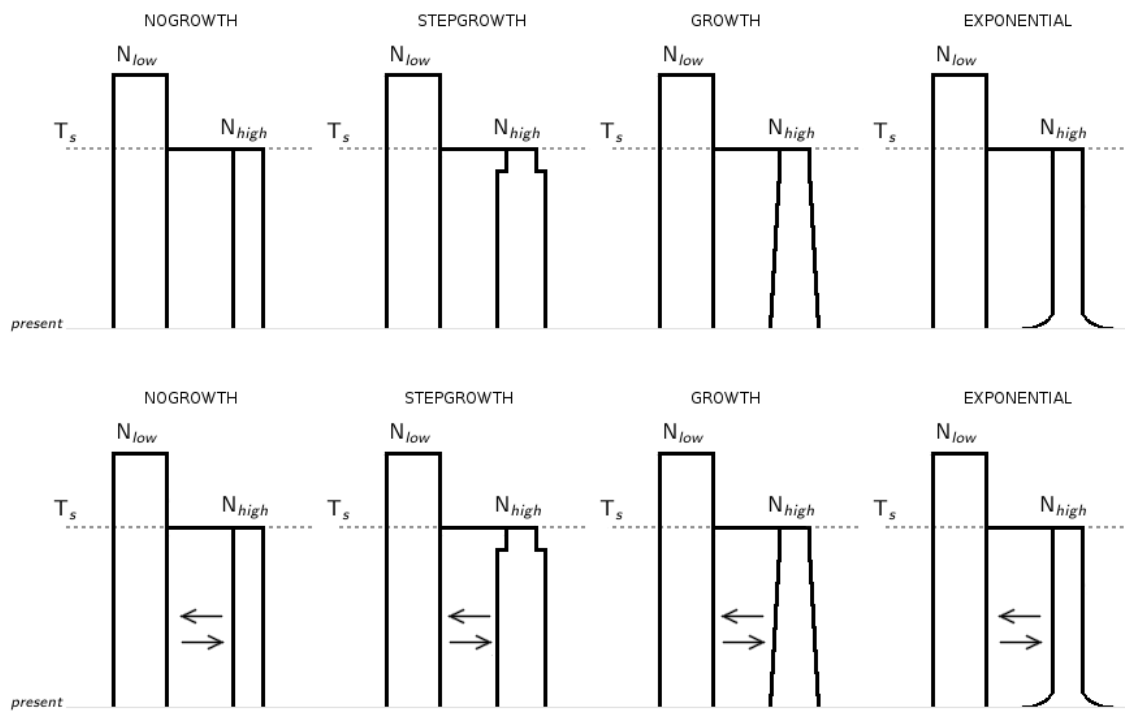 NOGROWTH STEPGROWTH GROWTH EXPONENTIAL
N_low N_low N_low N_low
T_s N_high T_s N_high T_s N_high T_s N_high
present
NOGROWTH STEPGROWTH GROWTH EXPONENTIAL
N_low N_low N_low N_low
T_s N_high T_s N_high T_s N_high T_s N_high
present